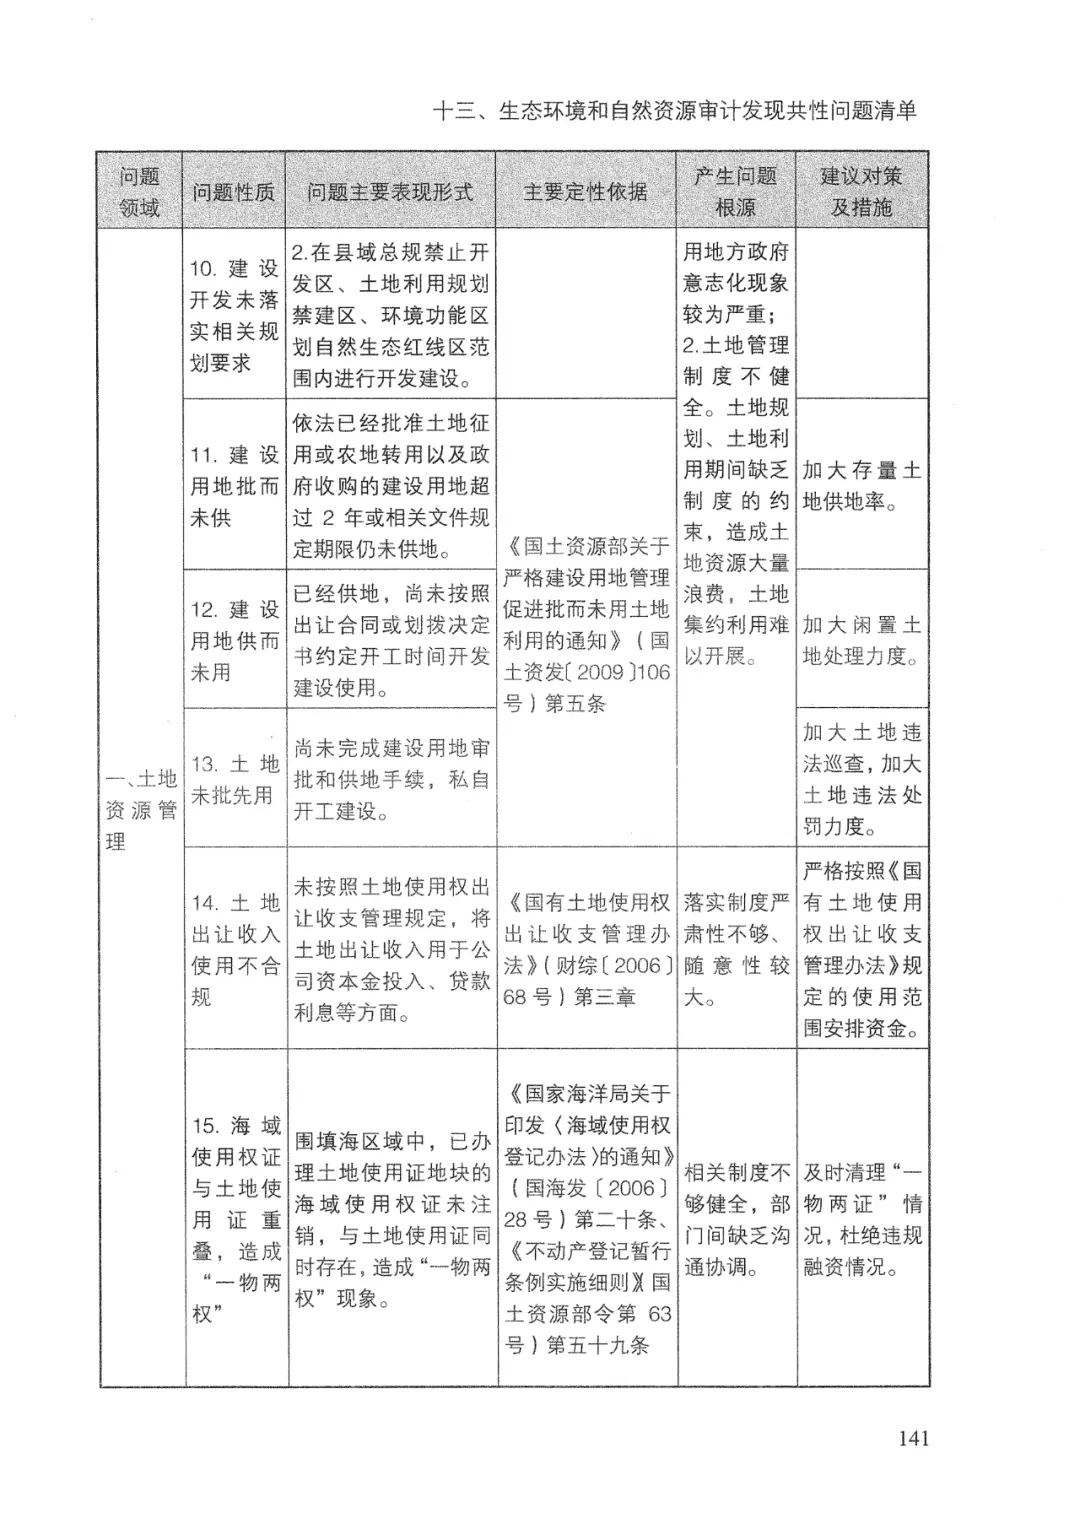 十三、生态环境和自然资源审计发现共性问题清单
问题
领域
问题性质
问题主要表现形式
主要定性依据
产生问题
根源
建议对策
及措施
一、土地
资源管
理
10. 建设
开发未落
实相关规
划要求
2.在县域总规禁止开
发区、土地利用规划
禁建区、环境功能区
划自然生态红线区范
围内进行开发建设。
用地方政府
意志化现象
较为严重；
2.土地管理
制度不健
全。土地规
划、土地利
用期间缺乏
制度的约
束，造成土
地资源大量
浪费，土地
集约利用难
以开展。
11. 建设
用地批而
未供
依法已经批准土地征
用或农地转用以及政
府收购的建设用地超
过 2 年或相关文件规
定期限仍未供地。
《国土资源部关于
严格建设用地管理
促进批而未用土地
利用的通知》（国
土资发〔2009〕106
号）第五条
加大存量土
地供地率。
12. 建设
用地供而
未用
已经供地，尚未按照
出让合同或划拨决定
书约定开工时间开发
建设使用。
加大闲置土
地处理力度。
13. 土地
未批先用
尚未完成建设用地审
批和供地手续，私自
开工建设。
加大土地违
法巡查，加大
土地违法处
罚力度。
14. 土地
出让收入
使用不合
规
未按照土地使用权出
让收支管理规定，将
土地出让收入用于公
司资本金投入、贷款
利息等方面。
《国有土地使用权
出让收支管理办
法》（财综〔2006〕
68 号）第三章
落实制度严
肃性不够、
随意性较
大。
严格按照《国
有土地使用
权出让收支
管理办法》规
定的使用范
围安排资金。
15. 海域
使用权证
与土地使
用证重
叠，造成
“一物两
权”
围填海区域中，已办
理土地使用证地块的
海域使用权证未注
销，与土地使用证同
时存在，造成“一物两
权”现象。
《国家海洋局关于
印发〈海域使用权
登记办法〉的通知》
（国海发〔2006〕
28 号）第二十条、
《不动产登记暂行
条例实施细则》（国
土资源部令第 63
号）第五十九条
相关制度不
够健全，部
门间缺乏沟
通协调。
及时清理“一
物两证”情
况，杜绝违规
融资情况。
141